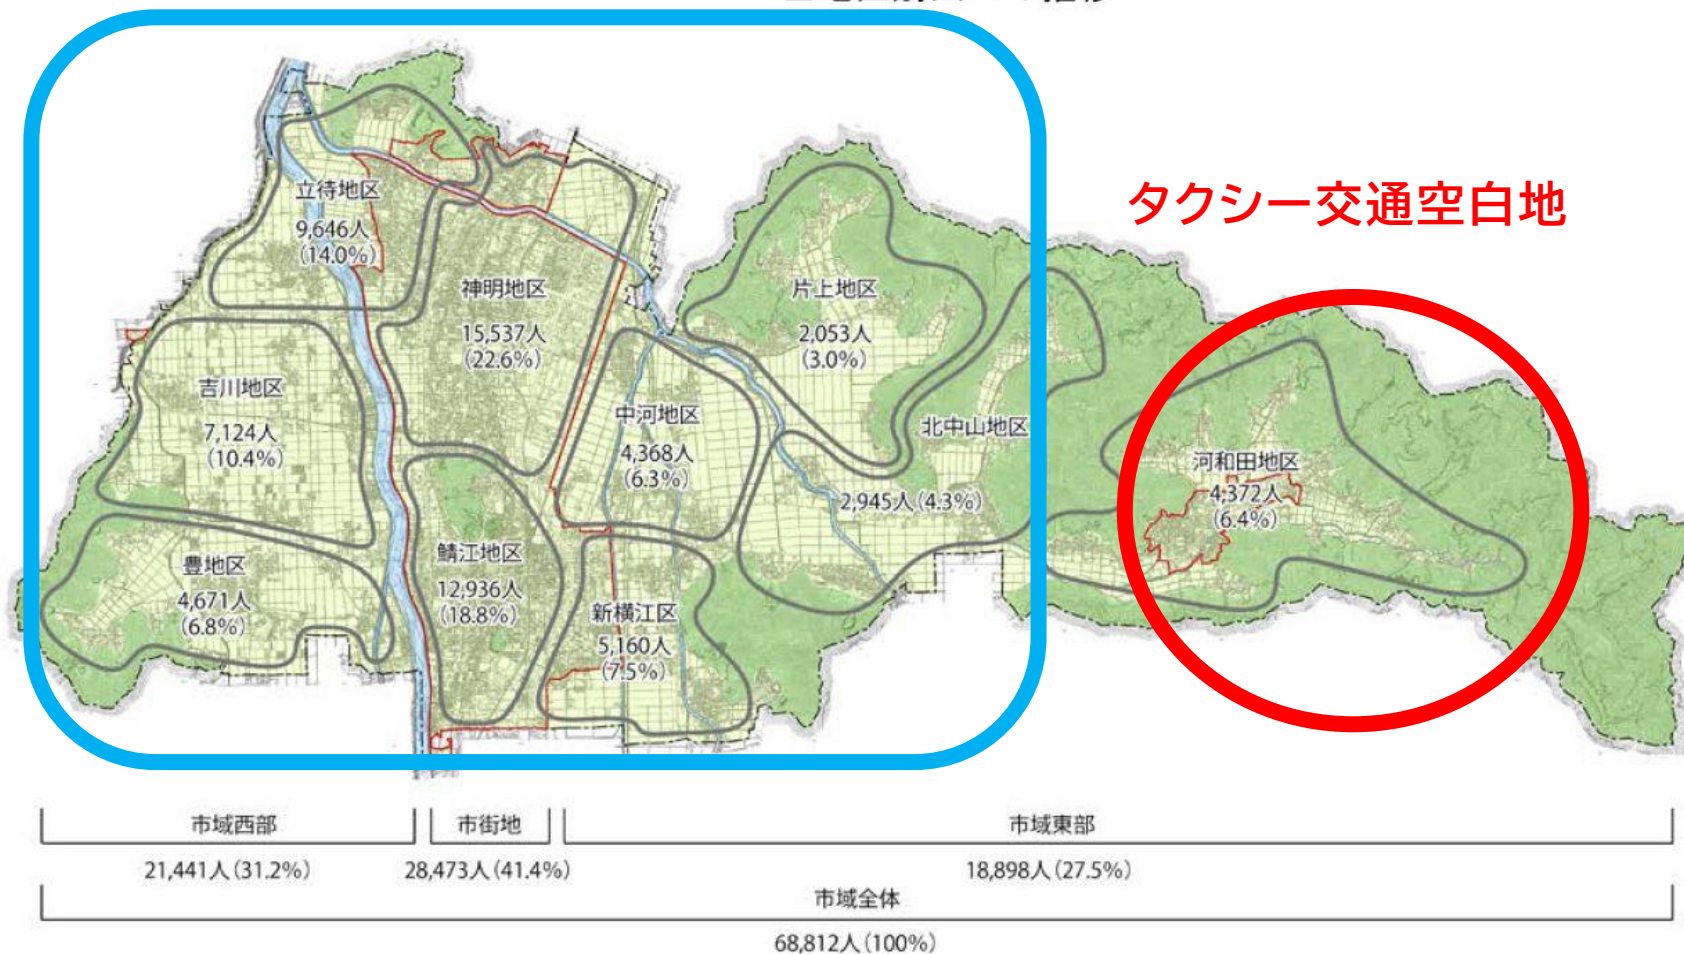 タクシー交通空白地
立待地区
9,646人
(14.0%)
神明地区
15,537人
(22.6%)
片上地区
2,053人
(3.0%)
吉川地区
7,124人
(10.4%)
中河地区
4,368人
(6.3%)
北中山地区
2,945人(4.3%)
河和田地区
4,372人
(6.4%)
豊地区
4,671人
(6.8%)
鯖江地区
12,936人
(18.8%)
新横江区
5,160人
(7.5%)
市域西部
市街地
市域東部
21,441人(31.2%)
28,473人(41.4%)
18,898人(27.5%)
市域全体
68,812人(100%)